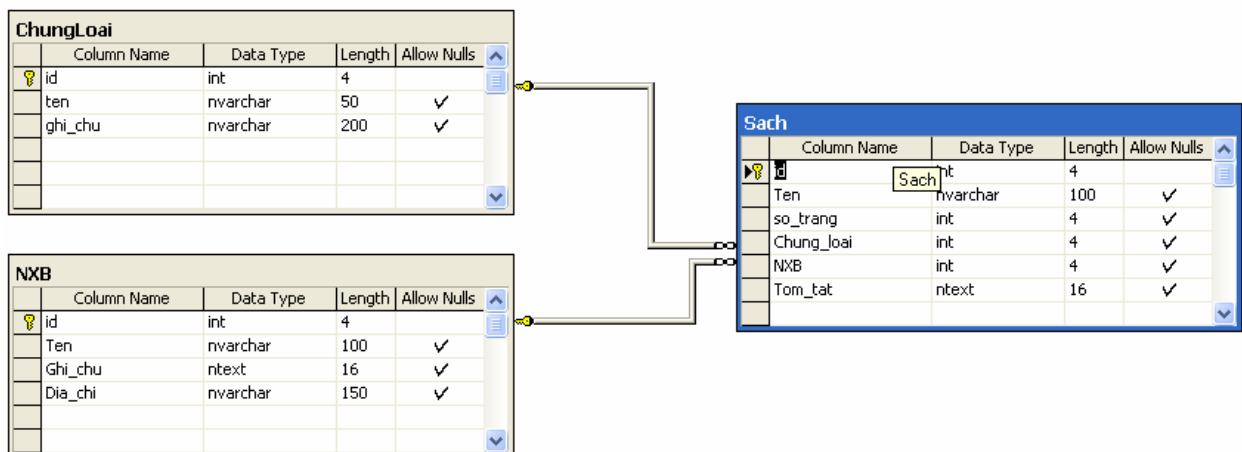 ChungLoai
Column Name Data Type Length Allow Nulls
id int 4
ten nvarchar 50
ghi_chu nvarchar 200
NXB
Column Name Data Type Length Allow Nulls
id int 4
Ten nvarchar 100
Ghi_chu ntext 16
Dia_chi nvarchar 150
Sach
Column Name Data Type Length Allow Nulls
id int 4
Sach
Ten nvarchar 100
so_trang int 4
Chung_loai int 4
NXB int 4
Tom_tat ntext 16